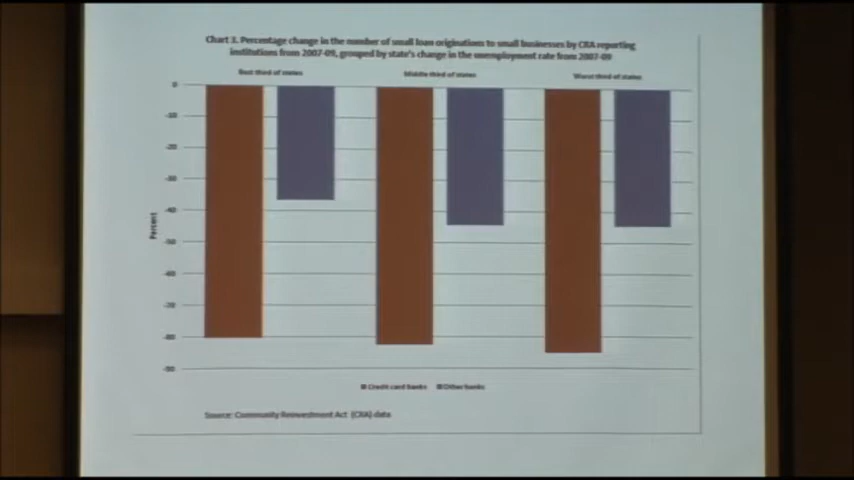 Chart 3. Percentage change in the number of small loan originations to small businesses by CRA reporting
institutions from 2007-09, grouped by state's change in the unemployment rate from 2007-09
Best third of states
Middle third of states
Worst third of states
0
-10
-20
-30
-40
-50
-60
-70
-80
-90
Percent
Credit card banks Other banks
Source: Community Reinvestment Act (CRA) data